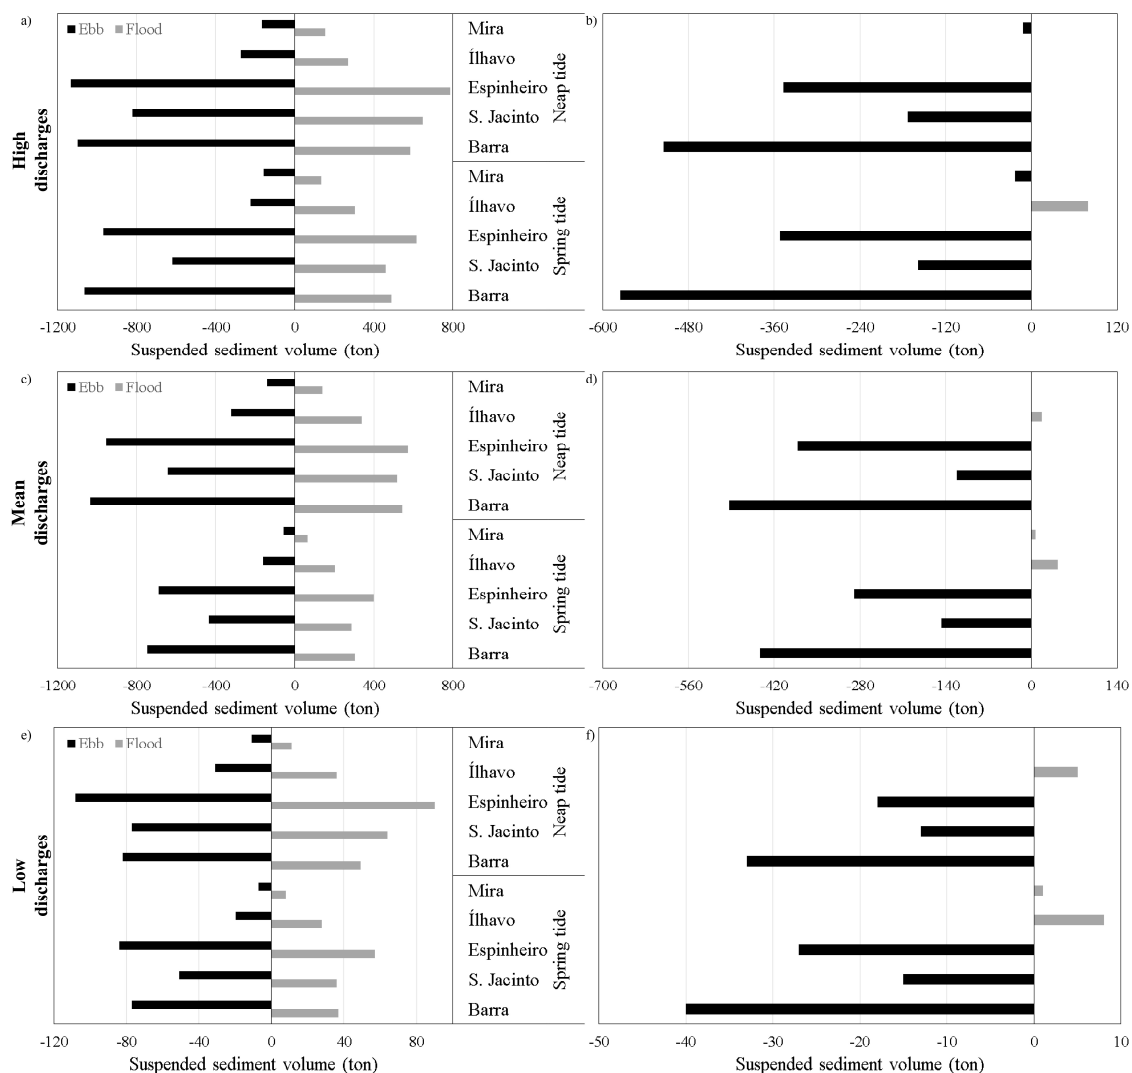 a)
Ebb Flood
High discharges
Mira
Ílhavo
Espinheiro
S. Jacinto
Barra
Neap tide
Mira
Ílhavo
Espinheiro
S. Jacinto
Barra
Spring tide
-1200 -800 -400 0 400 800
Suspended sediment volume (ton)
b)
-600 -480 -360 -240 -120 0 120
Suspended sediment volume (ton)
c)
Ebb Flood
Mean discharges
Mira
Ílhavo
Espinheiro
S. Jacinto
Barra
Neap tide
Mira
Ílhavo
Espinheiro
S. Jacinto
Barra
Spring tide
-1200 -800 -400 0 400 800
Suspended sediment volume (ton)
d)
-700 -560 -420 -280 -140 0 140
Suspended sediment volume (ton)
e)
Ebb Flood
Low discharges
Mira
Ílhavo
Espinheiro
S. Jacinto
Barra
Neap tide
Mira
Ílhavo
Espinheiro
S. Jacinto
Barra
Spring tide
-120 -80 -40 0 40 80
Suspended sediment volume (ton)
f)
-50 -40 -30 -20 -10 0 10
Suspended sediment volume (ton)